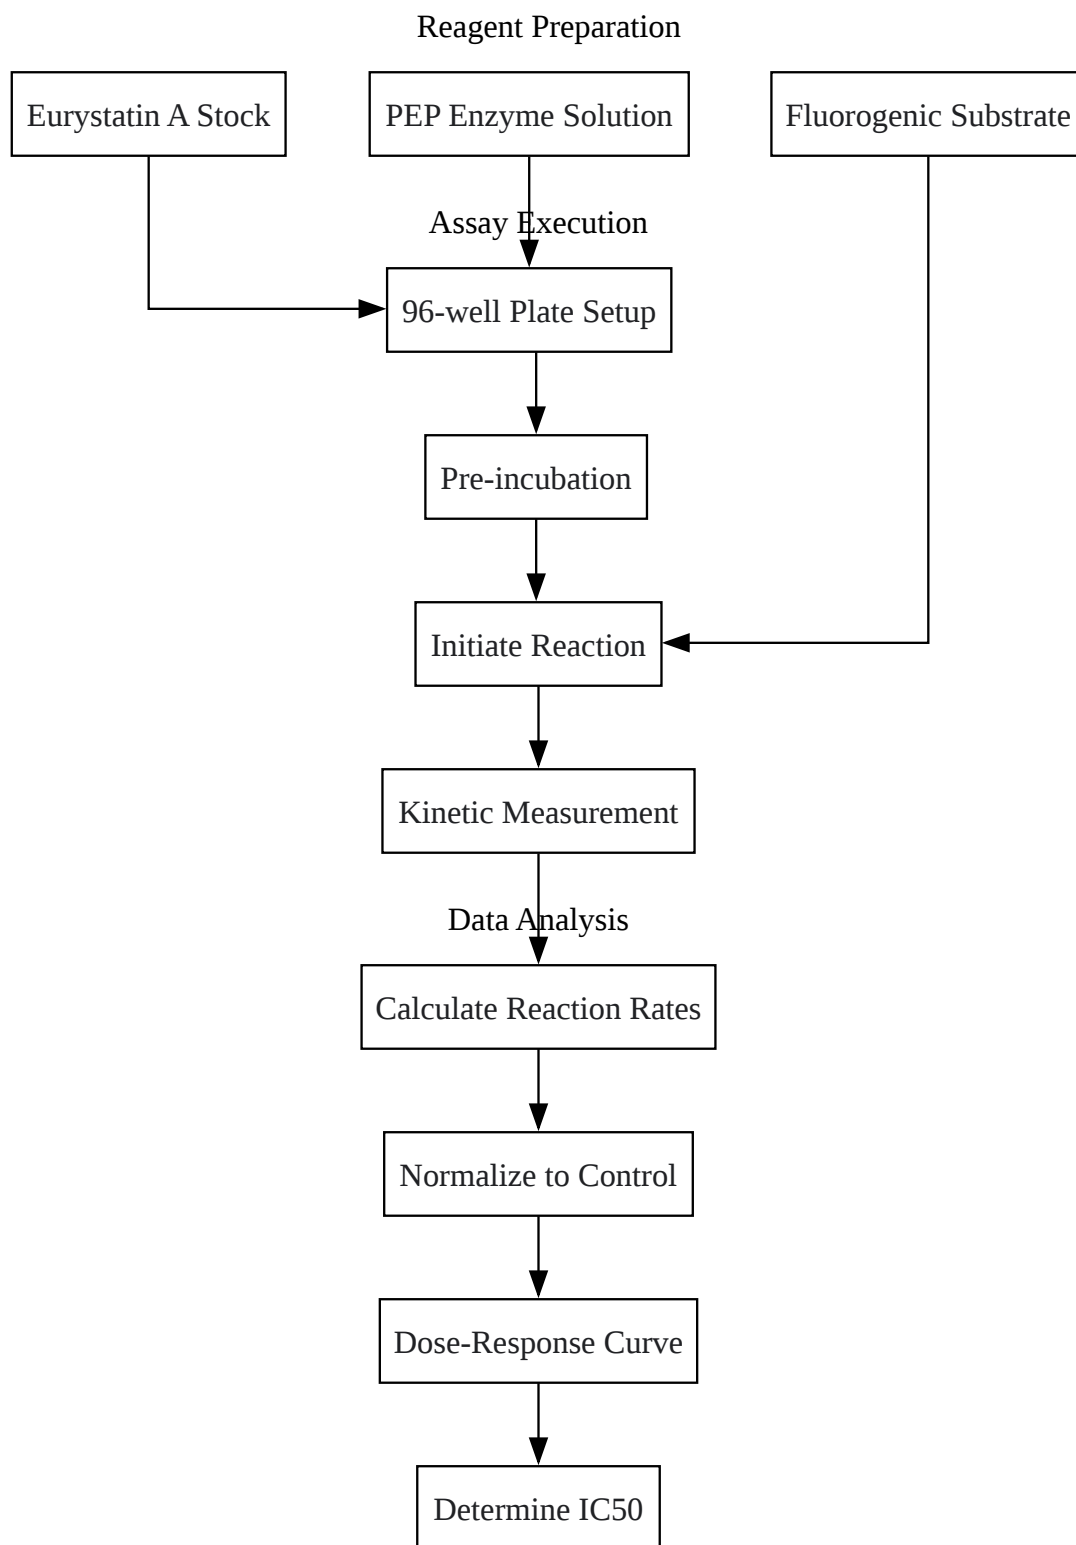 Reagent Preparation
Eurystatin A Stock
PEP Enzyme Solution
Fluorogenic Substrate
Assay Execution
96-well Plate Setup
Pre-incubation
Initiate Reaction
Kinetic Measurement
Data Analysis
Calculate Reaction Rates
Normalize to Control
Dose-Response Curve
Determine IC50